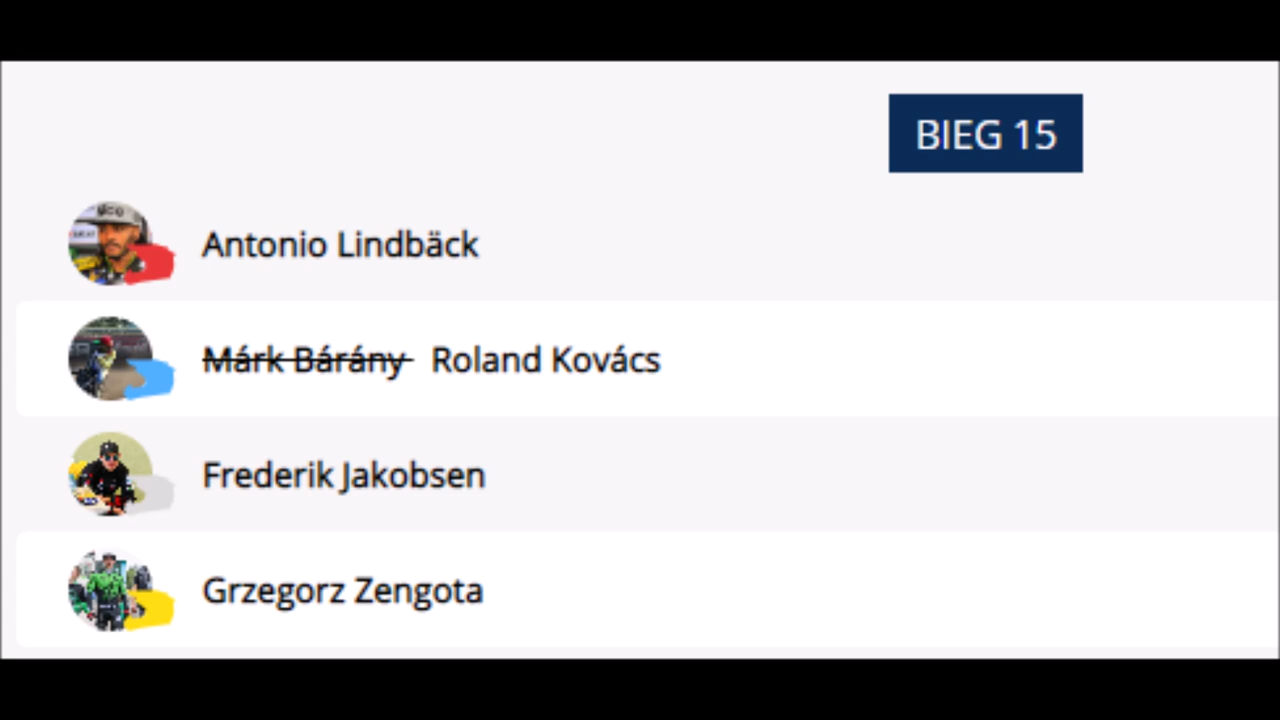 BIEG 15
Antonio Lindbäck
Márk Bárány Roland Kovács
Frederik Jakobsen
Grzegorz Zengota